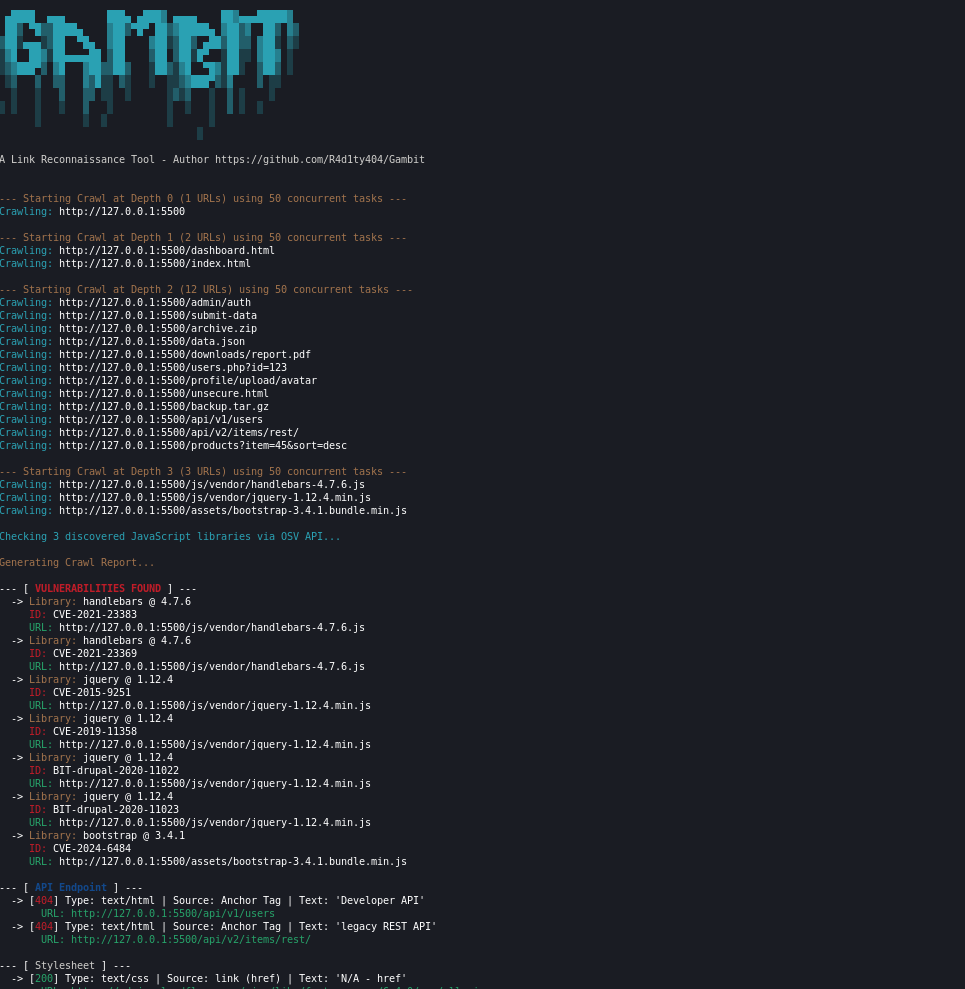 GAMBIT
A Link Reconnaissance Tool - Author https://github.com/R4d1ty404/Gambit
--- Starting Crawl at Depth 0 (1 URLs) using 50 concurrent tasks ---
Crawling: http://127.0.0.1:5500
--- Starting Crawl at Depth 1 (2 URLs) using 50 concurrent tasks ---
Crawling: http://127.0.0.1:5500/dashboard.html
Crawling: http://127.0.0.1:5500/index.html
--- Starting Crawl at Depth 2 (12 URLs) using 50 concurrent tasks ---
Crawling: http://127.0.0.1:5500/admin/auth
Crawling: http://127.0.0.1:5500/submit-data
Crawling: http://127.0.0.1:5500/archive.zip
Crawling: http://127.0.0.1:5500/data.json
Crawling: http://127.0.0.1:5500/downloads/report.pdf
Crawling: http://127.0.0.1:5500/users.php?id=123
Crawling: http://127.0.0.1:5500/profile/upload/avatar
Crawling: http://127.0.0.1:5500/unsecure.html
Crawling: http://127.0.0.1:5500/backup.tar.gz
Crawling: http://127.0.0.1:5500/api/v1/users
Crawling: http://127.0.0.1:5500/api/v2/items/rest/
Crawling: http://127.0.0.1:5500/products?item=45&sort=desc
--- Starting Crawl at Depth 3 (3 URLs) using 50 concurrent tasks ---
Crawling: http://127.0.0.1:5500/js/vendor/handlebars-4.7.6.js
Crawling: http://127.0.0.1:5500/js/vendor/jquery-1.12.4.min.js
Crawling: http://127.0.0.1:5500/assets/bootstrap-3.4.1.bundle.min.js
Checking 3 discovered JavaScript libraries via OSV API...
Generating Crawl Report...
--- [ VULNERABILITIES FOUND ] ---
-> Library: handlebars @ 4.7.6
ID: CVE-2021-23383
URL: http://127.0.0.1:5500/js/vendor/handlebars-4.7.6.js
-> Library: handlebars @ 4.7.6
ID: CVE-2021-23369
URL: http://127.0.0.1:5500/js/vendor/handlebars-4.7.6.js
-> Library: jquery @ 1.12.4
ID: CVE-2015-9251
URL: http://127.0.0.1:5500/js/vendor/jquery-1.12.4.min.js
-> Library: jquery @ 1.12.4
ID: CVE-2019-11358
URL: http://127.0.0.1:5500/js/vendor/jquery-1.12.4.min.js
-> Library: jquery @ 1.12.4
ID: BIT-drupal-2020-11022
URL: http://127.0.0.1:5500/js/vendor/jquery-1.12.4.min.js
-> Library: jquery @ 1.12.4
ID: BIT-drupal-2020-11023
URL: http://127.0.0.1:5500/js/vendor/jquery-1.12.4.min.js
-> Library: bootstrap @ 3.4.1
ID: CVE-2024-6484
URL: http://127.0.0.1:5500/assets/bootstrap-3.4.1.bundle.min.js
--- [ API Endpoint ] ---
-> [404] Type: text/html | Source: Anchor Tag | Text: 'Developer API'
URL: http://127.0.0.1:5500/api/v1/users
-> [404] Type: text/html | Source: Anchor Tag | Text: 'legacy REST API'
URL: http://127.0.0.1:5500/api/v2/items/rest/
--- [ Stylesheet ] ---
-> [200] Type: text/css | Source: link (href) | Text: 'N/A - href'